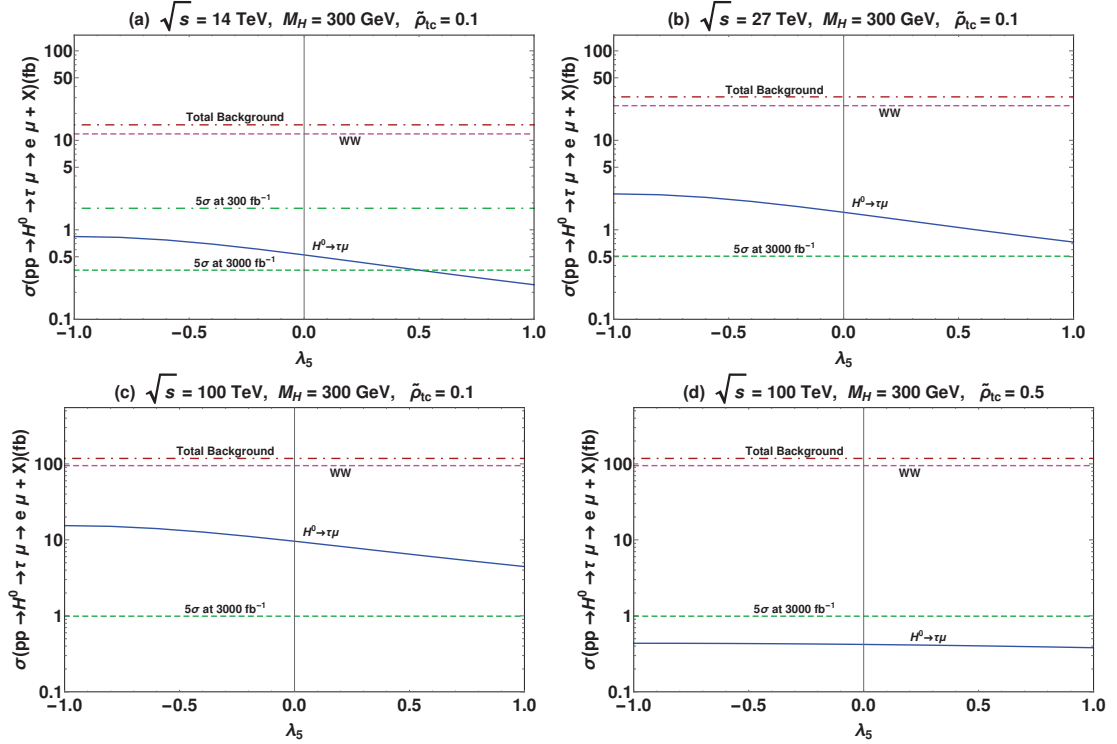 (a) √s = 14 TeV, M_H = 300 GeV, ρ̃_tc = 0.1
σ(pp → H⁰ → τ μ → e μ + X)(fb)
100
50
10
5
1
0.5
0.1
Total Background
WW
5σ at 300 fb⁻¹
H⁰→τμ
5σ at 3000 fb⁻¹
−1.0 −0.5 0.0 0.5 1.0
λ₅
(b) √s = 27 TeV, M_H = 300 GeV, ρ̃_tc = 0.1
σ(pp → H⁰ → τ μ → e μ + X)(fb)
100
50
10
5
1
0.5
0.1
Total Background
WW
H⁰→τμ
5σ at 3000 fb⁻¹
−1.0 −0.5 0.0 0.5 1.0
λ₅
(c) √s = 100 TeV, M_H = 300 GeV, ρ̃_tc = 0.1
σ(pp → H⁰ → τ μ → e μ + X)(fb)
100
10
1
0.1
Total Background
WW
H⁰→τμ
5σ at 3000 fb⁻¹
−1.0 −0.5 0.0 0.5 1.0
λ₅
(d) √s = 100 TeV, M_H = 300 GeV, ρ̃_tc = 0.5
σ(pp → H⁰ → τ μ → e μ + X)(fb)
100
10
1
0.1
Total Background
WW
5σ at 3000 fb⁻¹
H⁰→τμ
−1.0 −0.5 0.0 0.5 1.0
λ₅